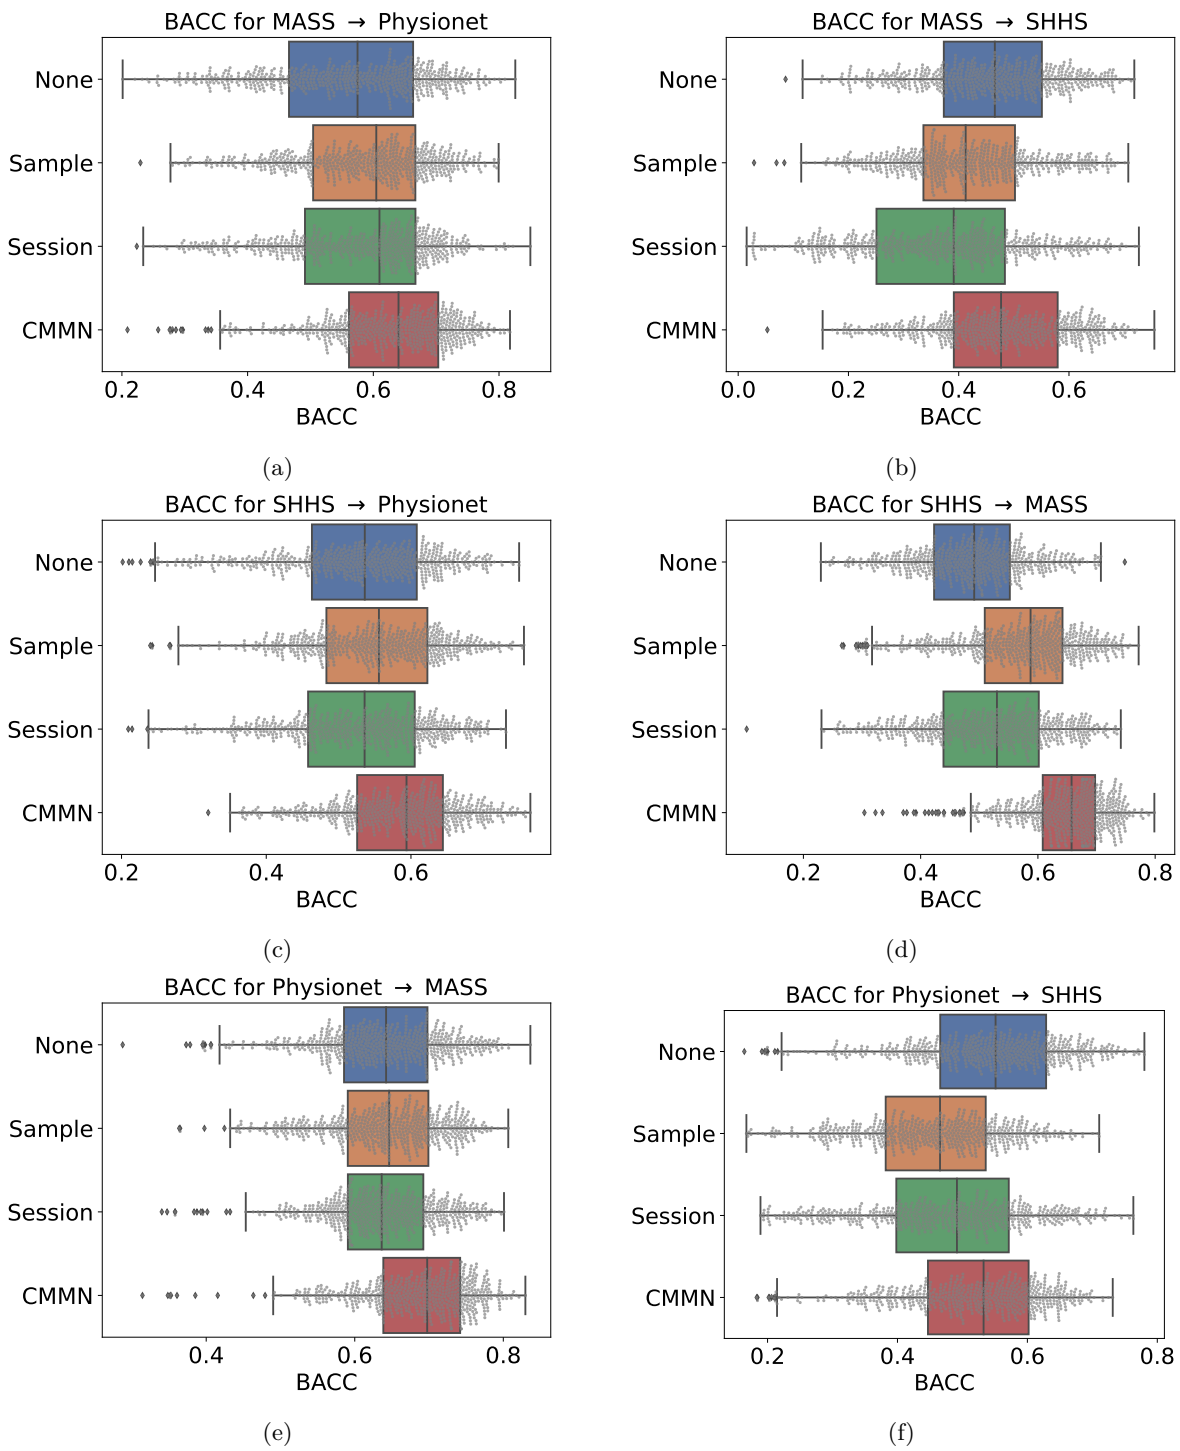 BACC for MASS → Physionet
None
Sample
Session
CMMN
0.2 0.4 0.6 0.8
BACC
(a)
BACC for MASS → SHHS
None
Sample
Session
CMMN
0.0 0.2 0.4 0.6
BACC
(b)
BACC for SHHS → Physionet
None
Sample
Session
CMMN
0.2 0.4 0.6
BACC
(c)
BACC for SHHS → MASS
None
Sample
Session
CMMN
0.2 0.4 0.6 0.8
BACC
(d)
BACC for Physionet → MASS
None
Sample
Session
CMMN
0.4 0.6 0.8
BACC
(e)
BACC for Physionet → SHHS
None
Sample
Session
CMMN
0.2 0.4 0.6 0.8
BACC
(f)